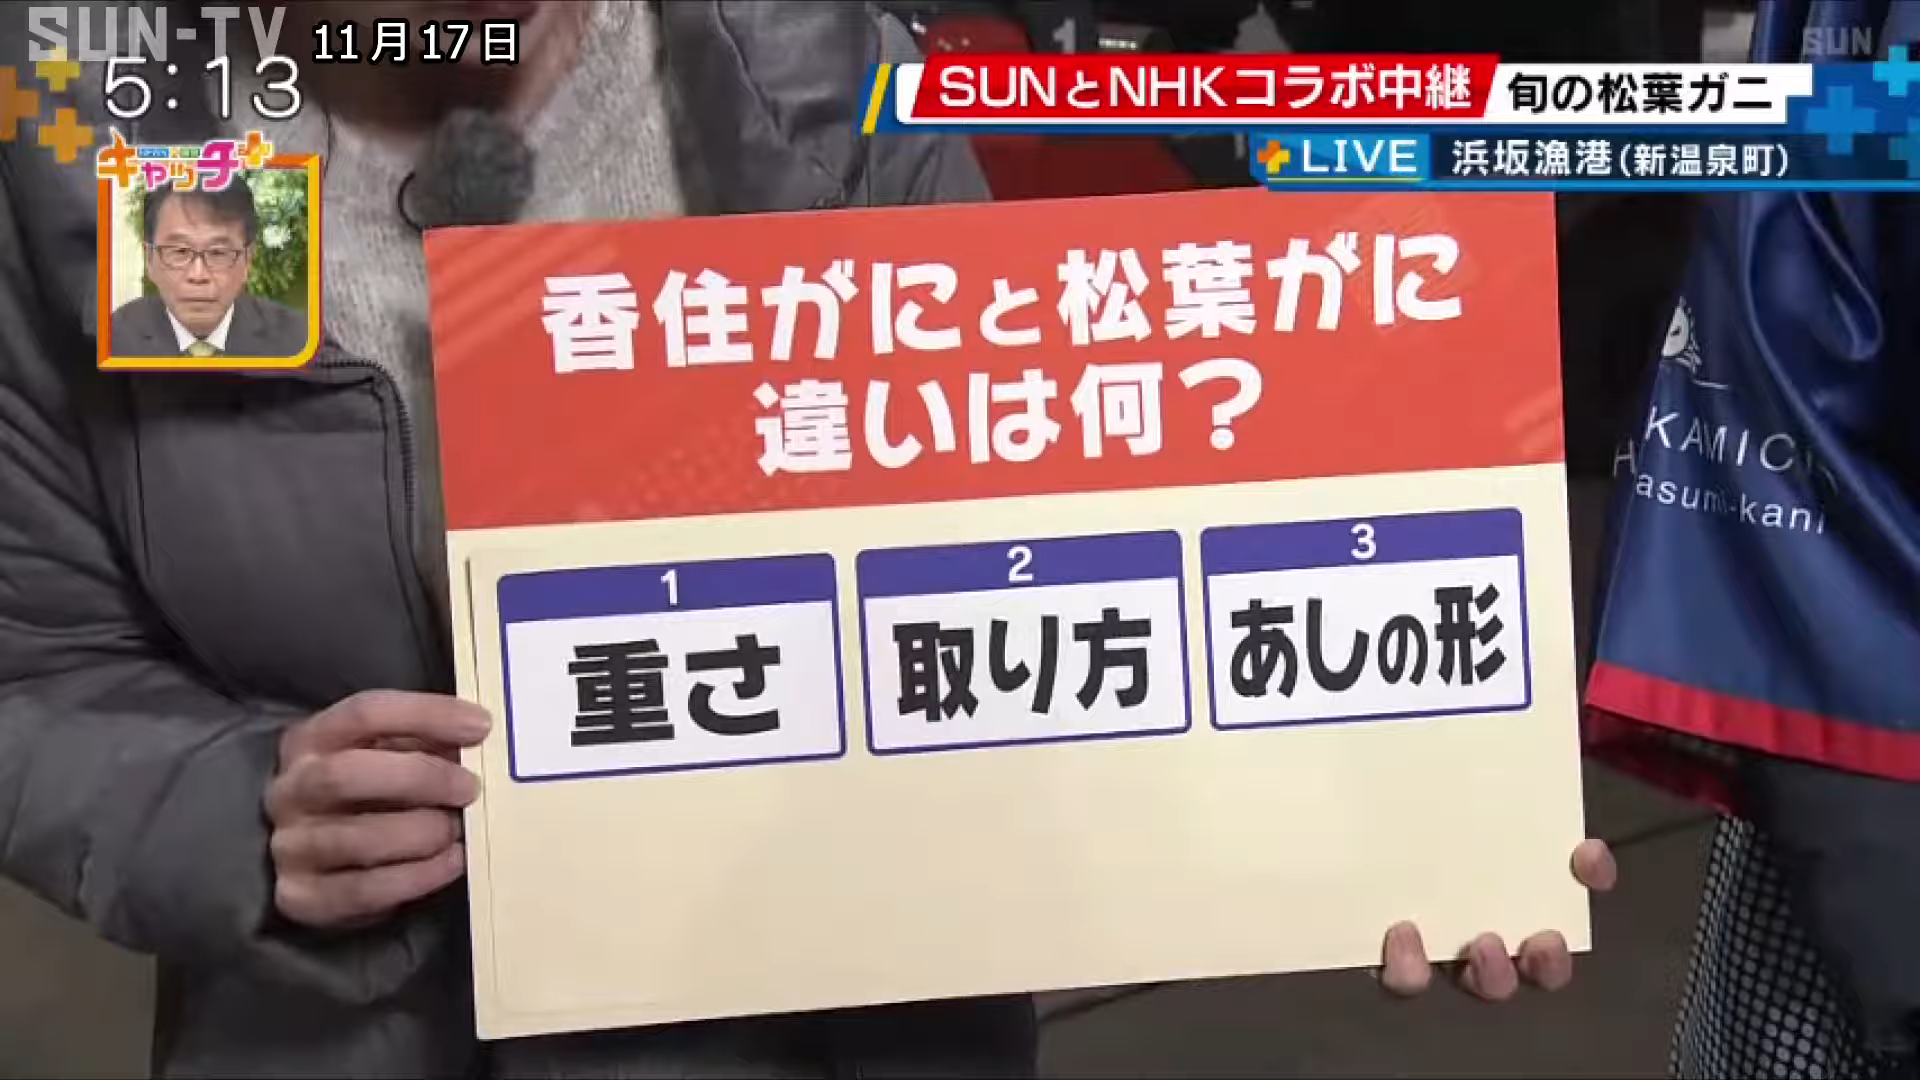 SUN-TV
11月17日
SUN
5:13
SUNとNHKコラボ中継
旬の松葉ガニ
LIVE
浜坂漁港(新温泉町)
キャッチ+
香住がにと松葉がに
違いは何?
1
重さ
2
取り方
3
あしの形
KAMICH
asumi-kani